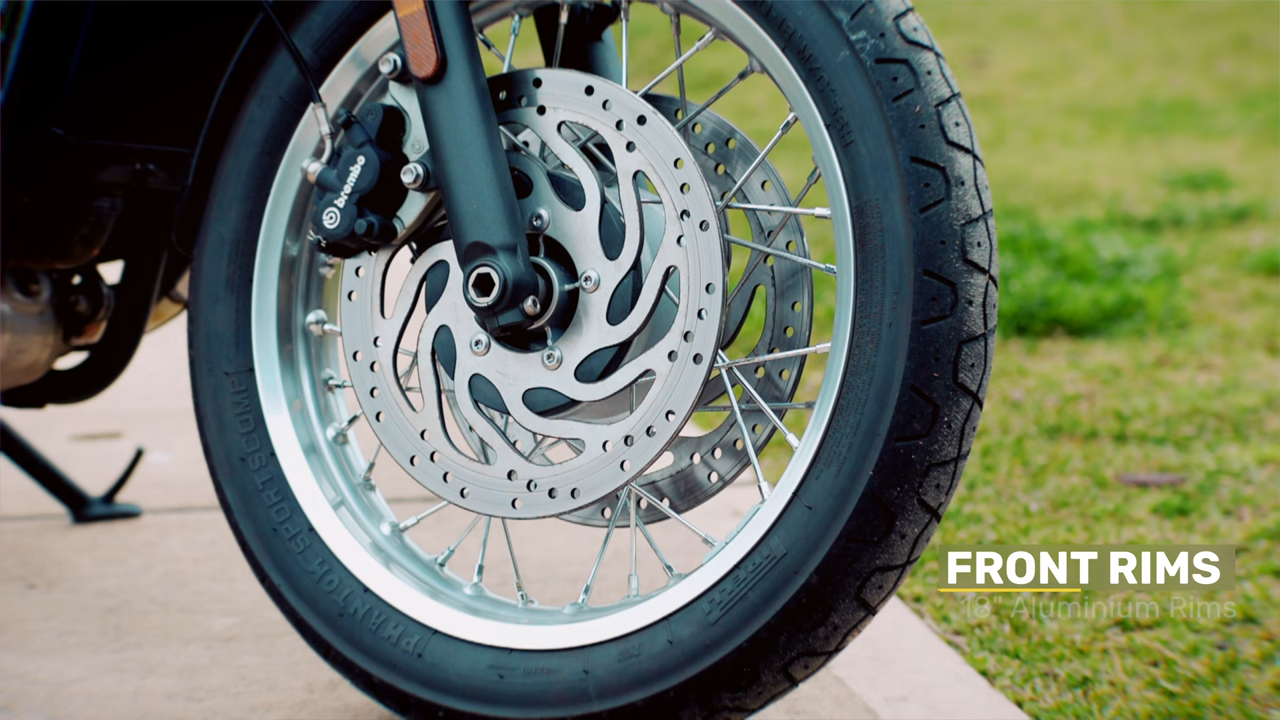 brembo
PHANTOM SPORTSCOMP
PIRELLI
FRONT RIMS
18" Aluminium Rims